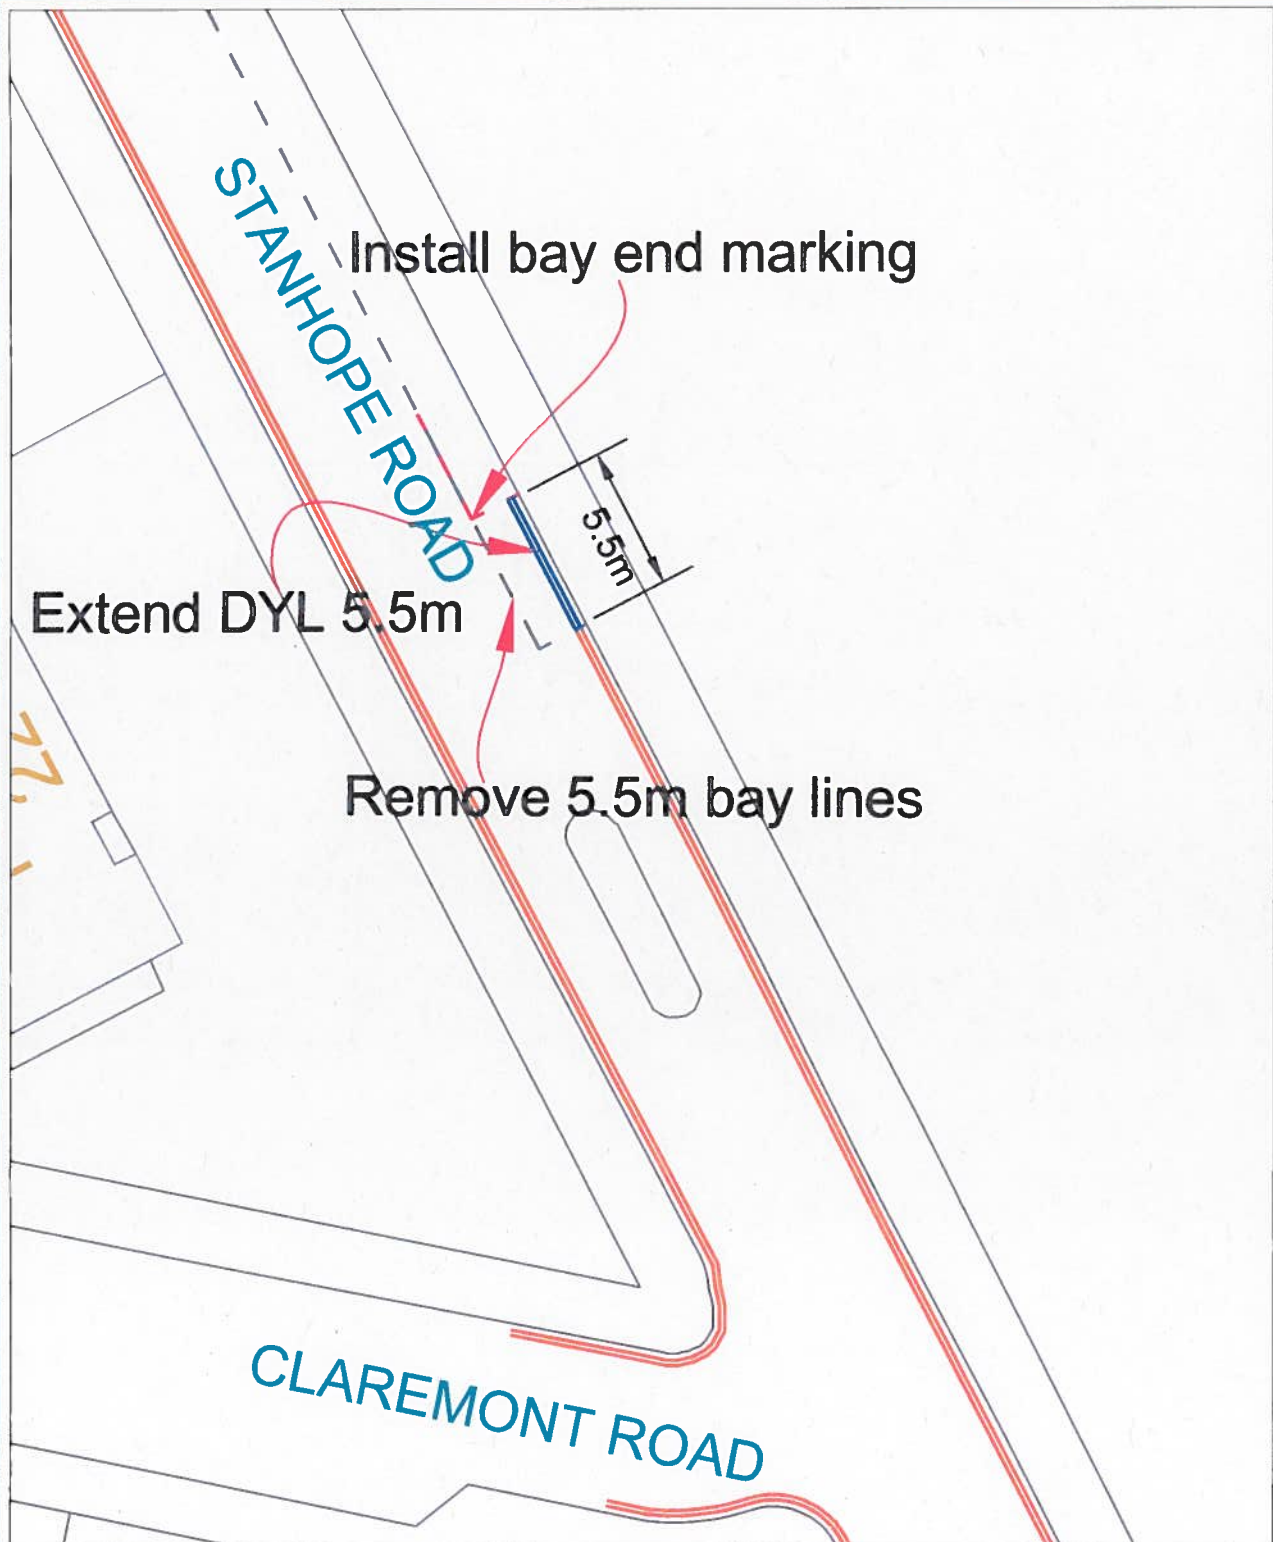 STANHOPE ROAD
Install bay end marking
5.5m
Extend DYL 5.5m
Remove 5.5m bay lines
CLAREMONT ROAD